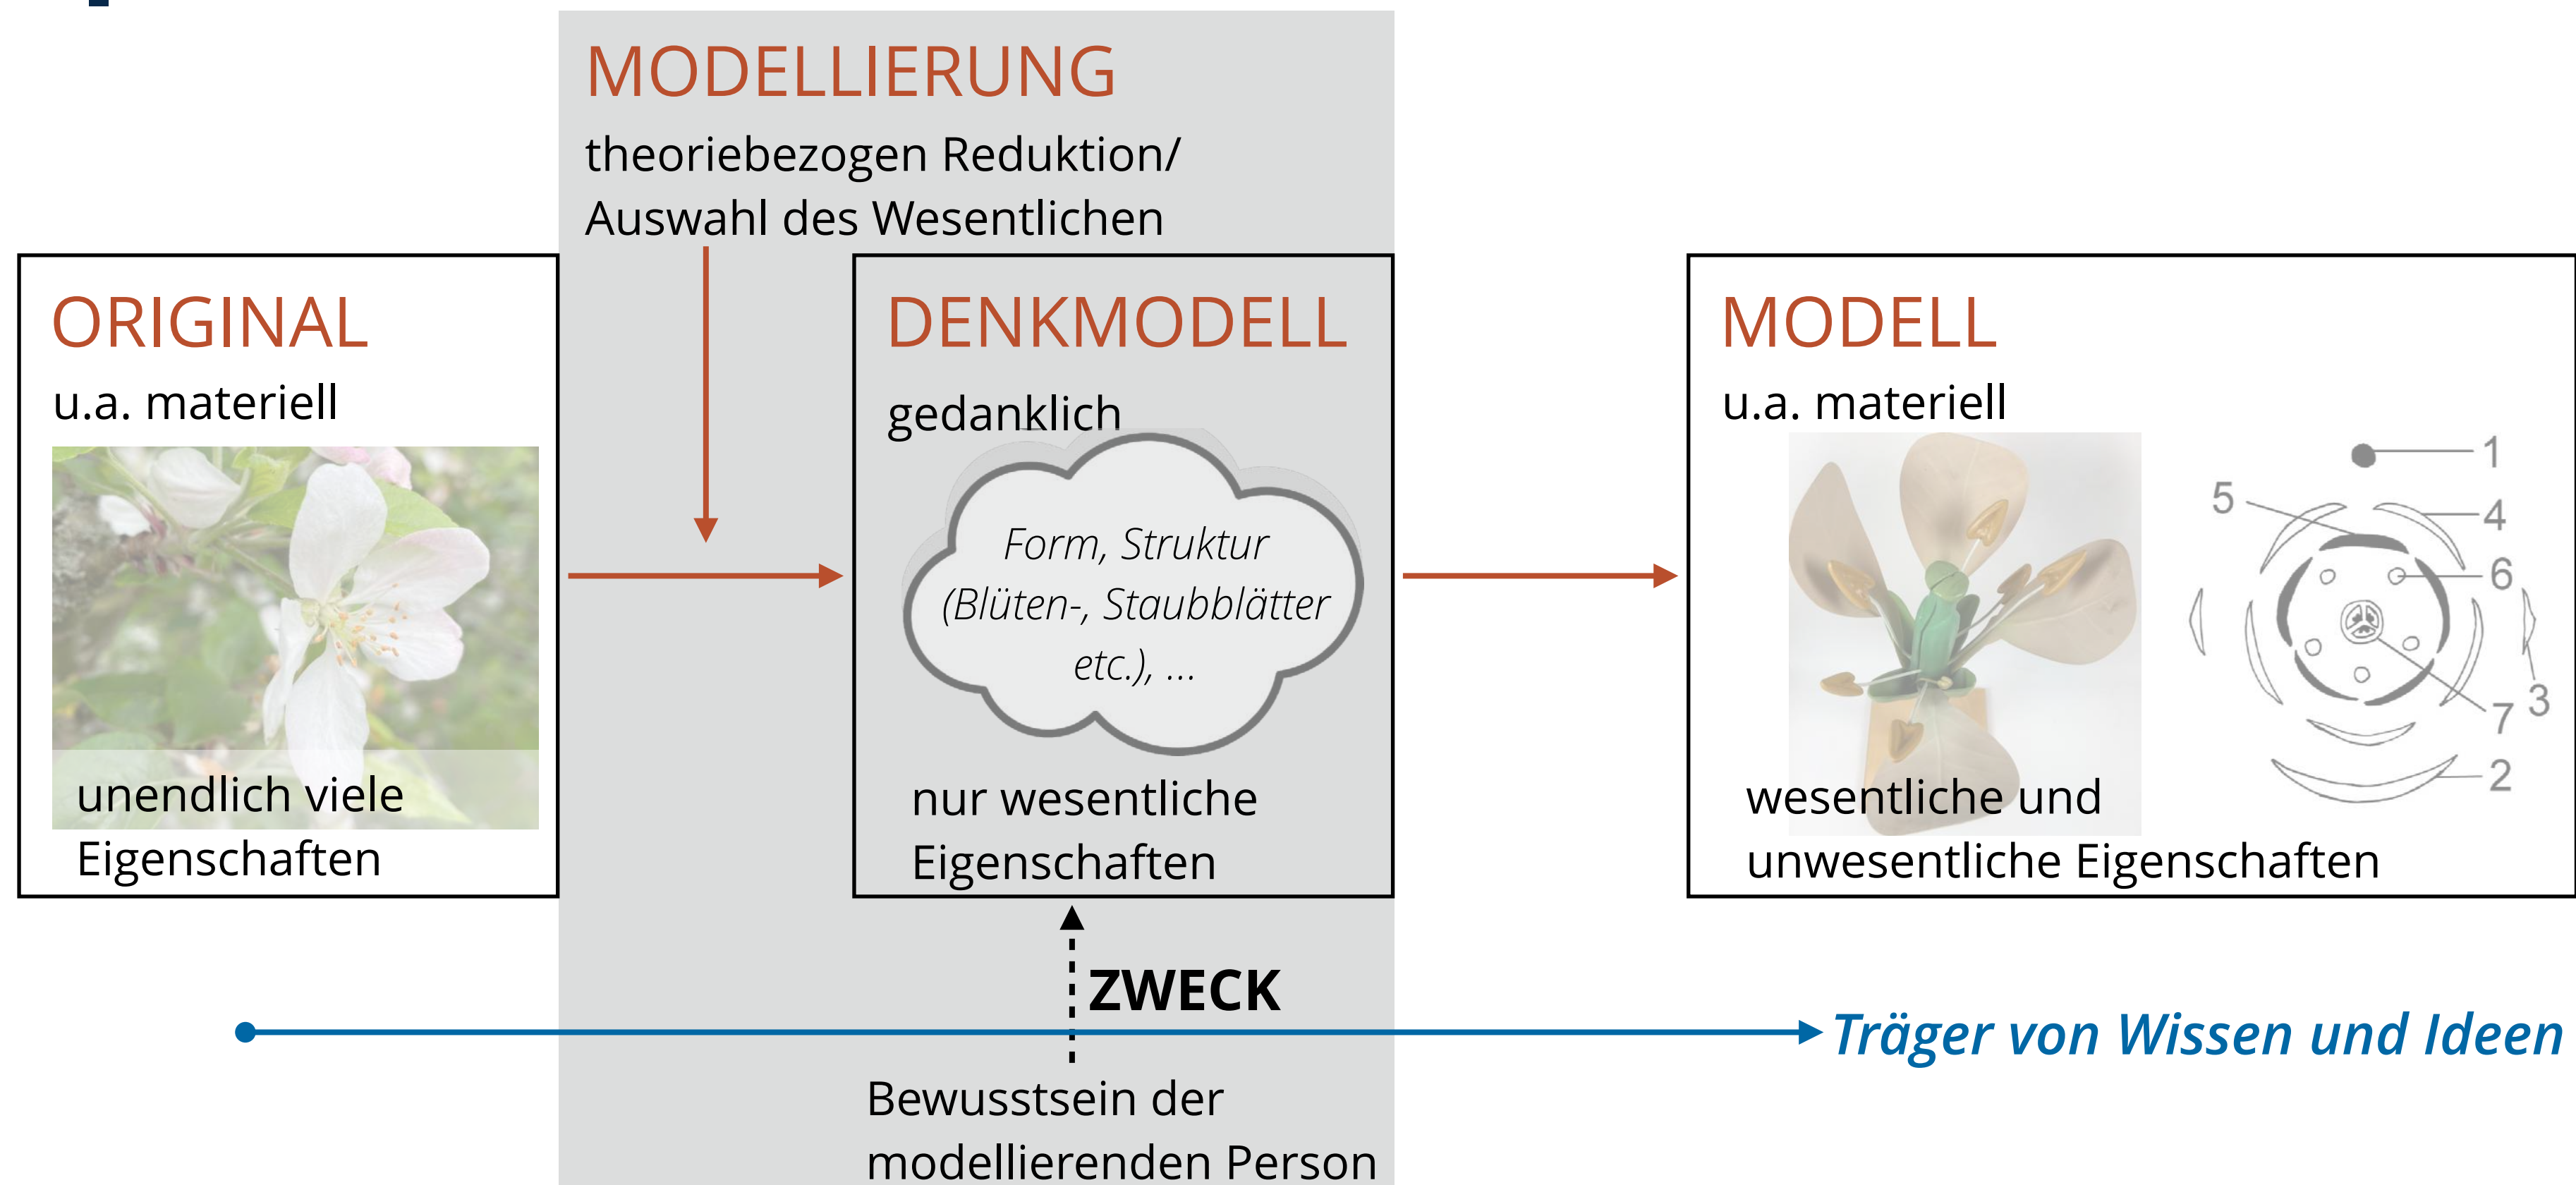 MODELLIERUNG
theoriebezogen Reduktion/
Auswahl des Wesentlichen
ORIGINAL
u.a. materiell
unendlich viele
Eigenschaften
DENKMODELL
gedanklich
Form, Struktur
(Blüten-, Staubblätter
etc.), ...
nur wesentliche
Eigenschaften
MODELL
u.a. materiell
1
5
4
6
3
7
2
wesentliche und
unwesentliche Eigenschaften
ZWECK
Träger von Wissen und Ideen
Bewusstsein der
modellierenden Person